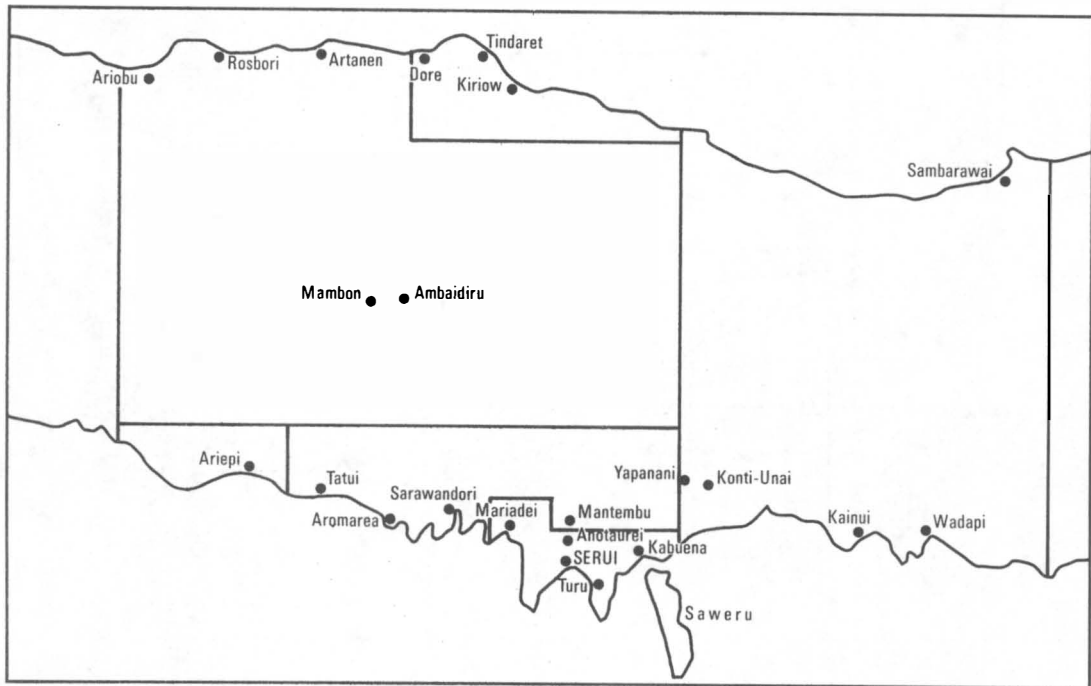 Tindaret
Rosbori
Artanen
Dore
Ariobu
Kiriow
Sambarawai
Mambon
Ambaidiru
Ariepi
Tatui
Yapanani
Konti-Unai
Sarawandori
Mariadei
Mantembu
Aromarea
Kainui
Wadapi
Anotaurei
Kabuena
SERUI
Turu
Saweru